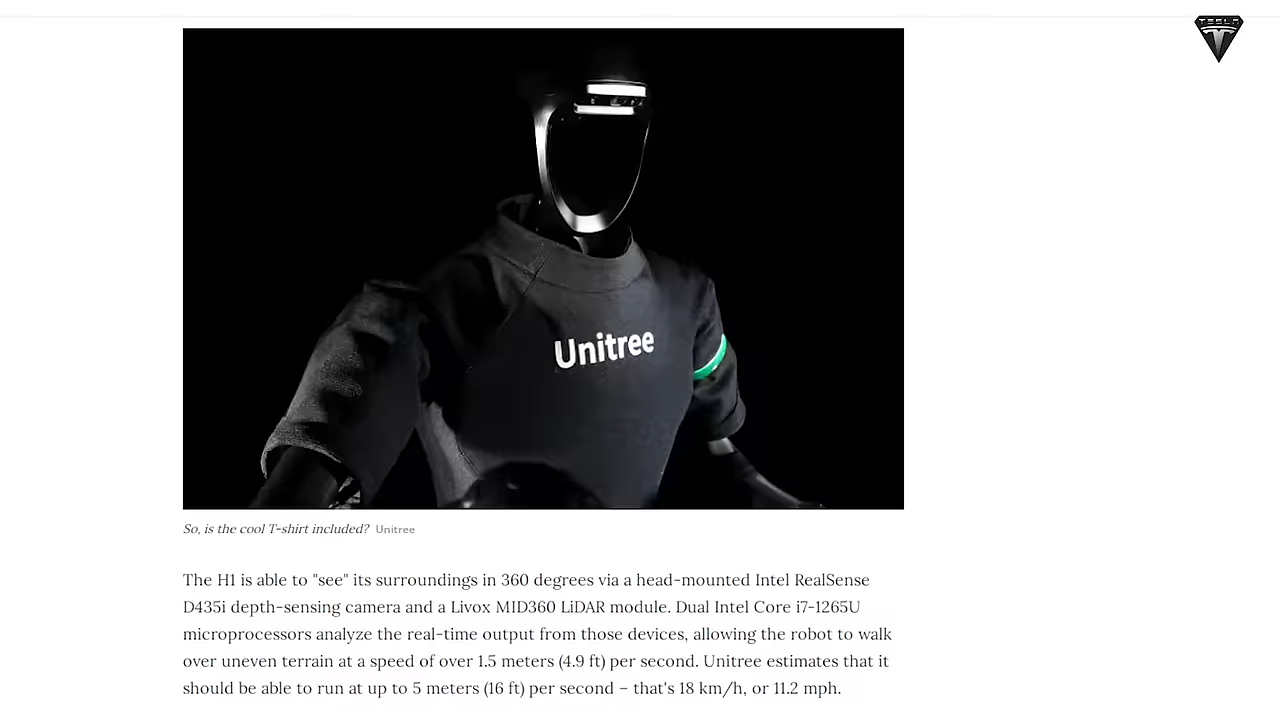 TESLA
Unitree
So, is the cool T-shirt included? Unitree
The H1 is able to "see" its surroundings in 360 degrees via a head-mounted Intel RealSense
D435i depth-sensing camera and a Livox MID360 LiDAR module. Dual Intel Core i7-1265U
microprocessors analyze the real-time output from those devices, allowing the robot to walk
over uneven terrain at a speed of over 1.5 meters (4.9 ft) per second. Unitree estimates that it
should be able to run at up to 5 meters (16 ft) per second – that's 18 km/h, or 11.2 mph.